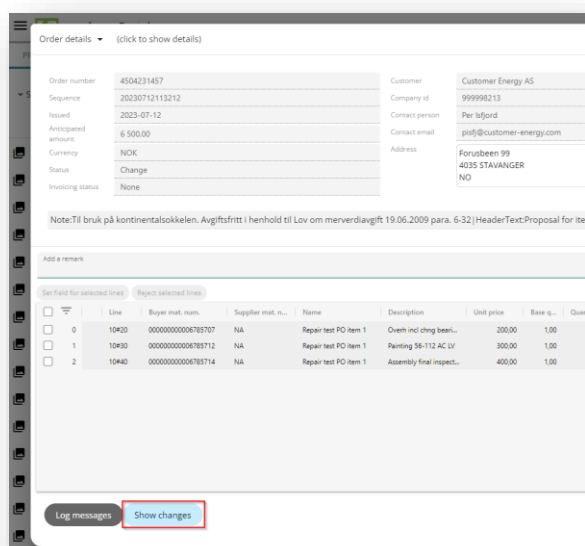 Order details (click to show details)
Order number 4504231457 Customer Customer Energy AS
Sequence 20230712113212 Company id 999998213
Issued 2023-07-12 Contact person Per Isfjord
Anticipated amount 6 500,00 Contact email pisfj@customer-energy.com
Currency NOK Address Forusbeen 99
4035 STAVANGER
NO
Status Change
Invoicing status None
Note:Til bruk på kontinentalsokkelen. Avgiftsfritt i henhold til Lov om merverdiavgift 19.06.2009 para. 6-32|HeaderText:Proposal for ite
Add a remark
Set field for selected lines Reject selected lines
Line Buyer mat. num. Supplier mat. n... Name Description Unit price Base q... Quan
0 10#20 000000000006785707 NA Repair test PO item 1 Overh incl chng beari... 200,00 1,00
1 10#30 000000000006785712 NA Repair test PO item 1 Painting 56-112 AC LV 300,00 1,00
2 10#40 000000000006785714 NA Repair test PO item 1 Assembly final inspect... 400,00 1,00
Log messages Show changes